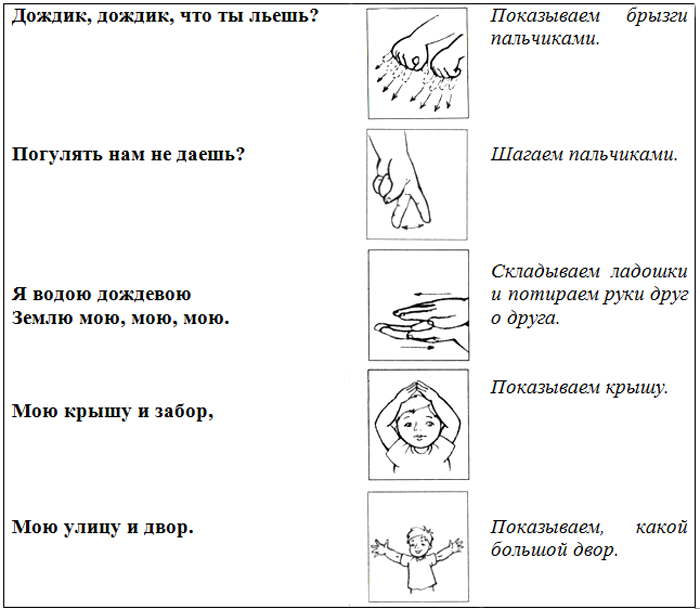 Дождик, дождик, что ты льешь?
Показываем брызги
пальчиками.
Погулять нам не даешь?
Шагаем пальчиками.
Я водою дождевою
Землю мою, мою, мою.
Складываем ладошки
и потираем руки друг
о друга.
Мою крышу и забор,
Показываем крышу.
Мою улицу и двор.
Показываем, какой
большой двор.